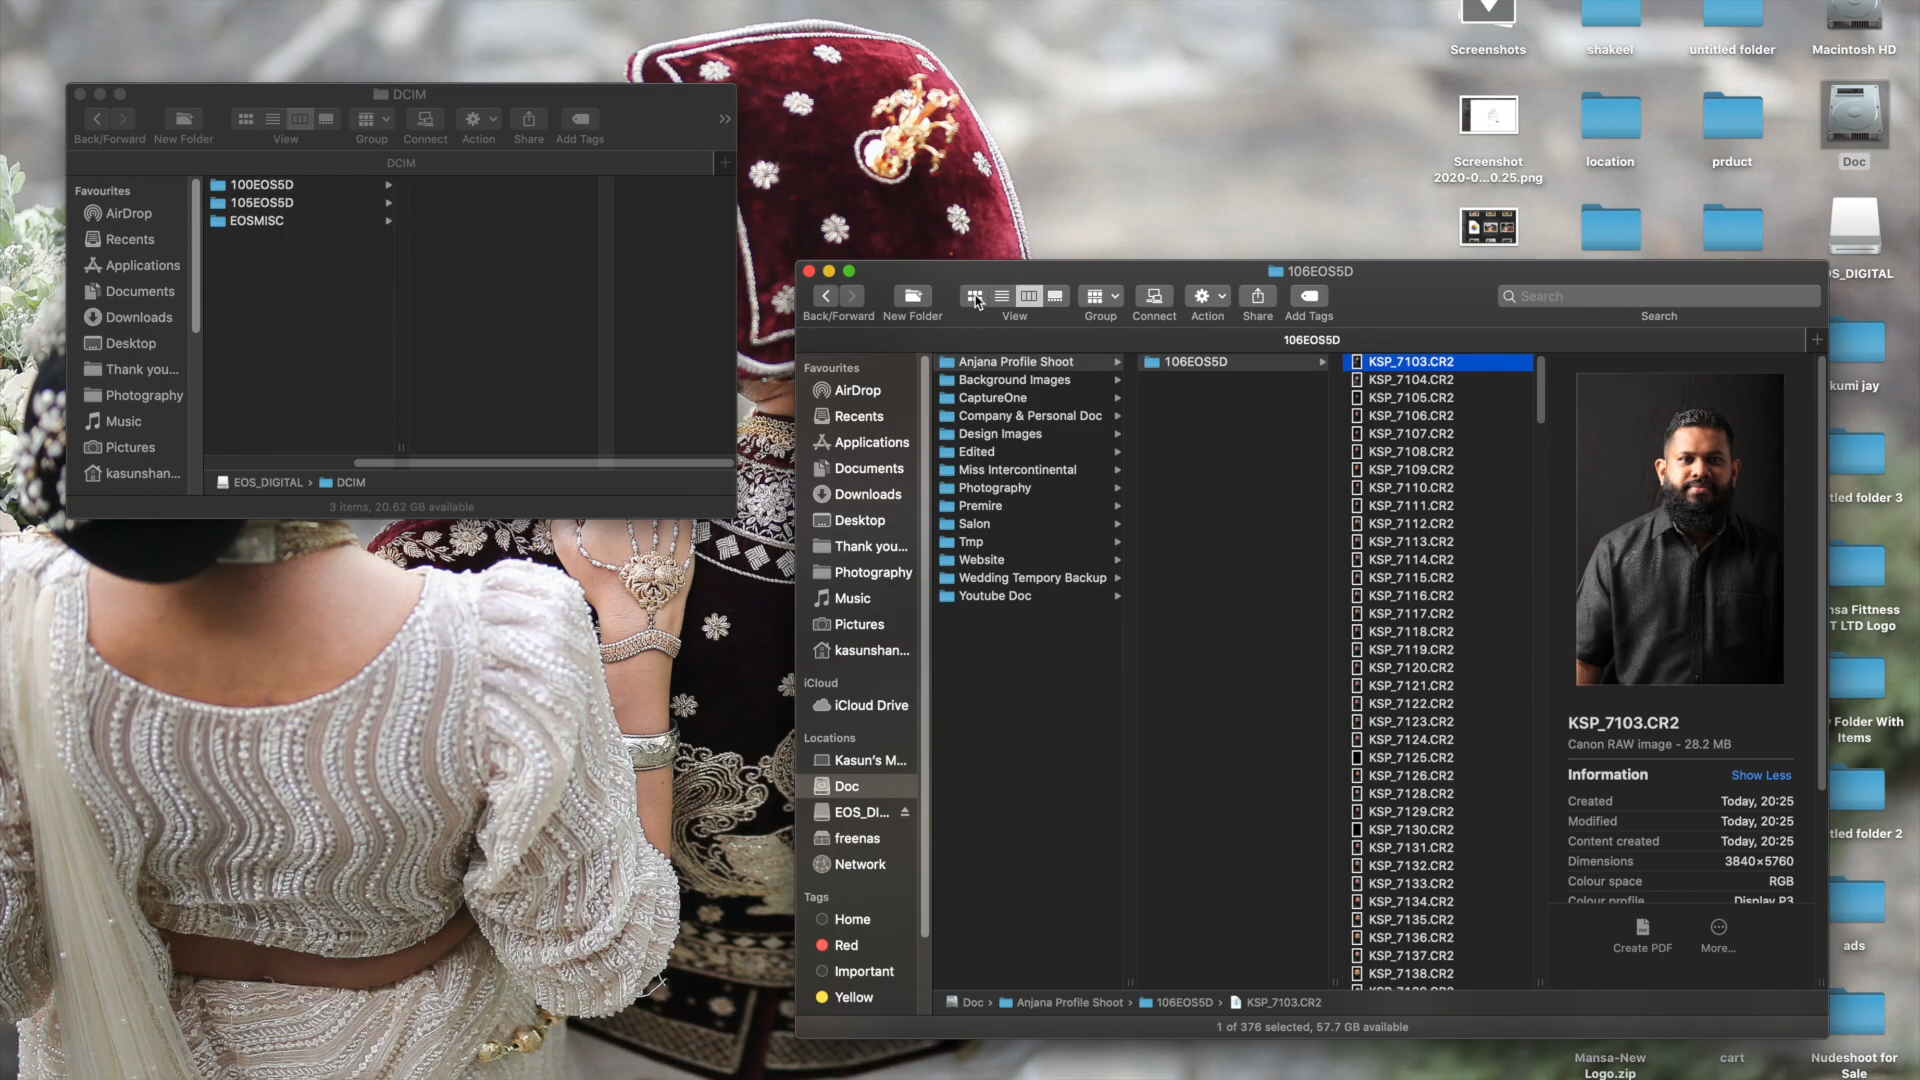 DCIM
Back/Forward New Folder View Group Connect Action Share Add Tags
DCIM
Favourites
AirDrop
Recents
Applications
Documents
Downloads
Desktop
Thank you...
Photography
Music
Pictures
kasunshan...
100EOS5D
105EOS5D
EOSMISC
EOS_DIGITAL › DCIM
3 items, 20.62 GB available
106EOS5D
Back/Forward New Folder View Group Connect Action Share Add Tags Search
Search
106EOS5D
Favourites
AirDrop
Recents
Applications
Documents
Downloads
Desktop
Thank you...
Photography
Music
Pictures
kasunshan...
iCloud
iCloud Drive
Locations
Kasun's M...
Doc
EOS_DI...
freenas
Network
Tags
Home
Red
Important
Yellow
Anjana Profile Shoot
Background Images
CaptureOne
Company & Personal Doc
Design Images
Edited
Miss Intercontinental
Photography
Premire
Salon
Tmp
Website
Wedding Tempory Backup
Youtube Doc
106EOS5D
KSP_7103.CR2
KSP_7104.CR2
KSP_7105.CR2
KSP_7106.CR2
KSP_7107.CR2
KSP_7108.CR2
KSP_7109.CR2
KSP_7110.CR2
KSP_7111.CR2
KSP_7112.CR2
KSP_7113.CR2
KSP_7114.CR2
KSP_7115.CR2
KSP_7116.CR2
KSP_7117.CR2
KSP_7118.CR2
KSP_7119.CR2
KSP_7120.CR2
KSP_7121.CR2
KSP_7122.CR2
KSP_7123.CR2
KSP_7124.CR2
KSP_7125.CR2
KSP_7126.CR2
KSP_7128.CR2
KSP_7129.CR2
KSP_7130.CR2
KSP_7131.CR2
KSP_7132.CR2
KSP_7133.CR2
KSP_7134.CR2
KSP_7135.CR2
KSP_7136.CR2
KSP_7137.CR2
KSP_7138.CR2
KSP_7103.CR2
Canon RAW image - 28.2 MB
Information Show Less
Created Today, 20:25
Modified Today, 20:25
Content created Today, 20:25
Dimensions 3840×5760
Colour space RGB
Colour profile Display P3
Create PDF More...
Doc › Anjana Profile Shoot › 106EOS5D › KSP_7103.CR2
1 of 376 selected, 57.7 GB available
Screenshots shakeel untitled folder Macintosh HD
Screenshot
2020-0...0.25.png
location prduct Doc
OS_DIGITAL
kumi jay
tled folder 3
nsa Fittness
T LTD Logo
Folder With
Items
tled folder 2
ads
Mansa-New
Logo.zip
cart
Nudeshoot for
Sale